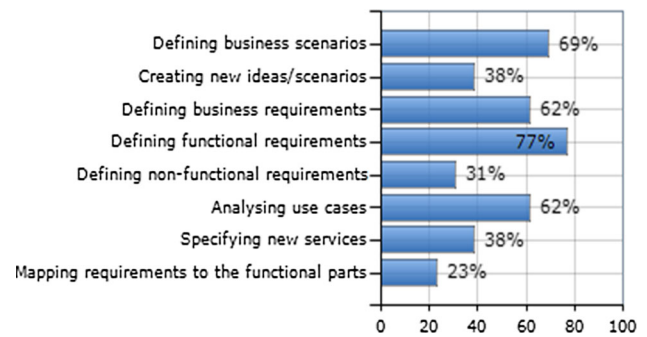 Defining business scenarios 69%
Creating new ideas/scenarios 38%
Defining business requirements 62%
Defining functional requirements 77%
Defining non-functional requirements 31%
Analysing use cases 62%
Specifying new services 38%
Mapping requirements to the functional parts 23%
0 20 40 60 80 100